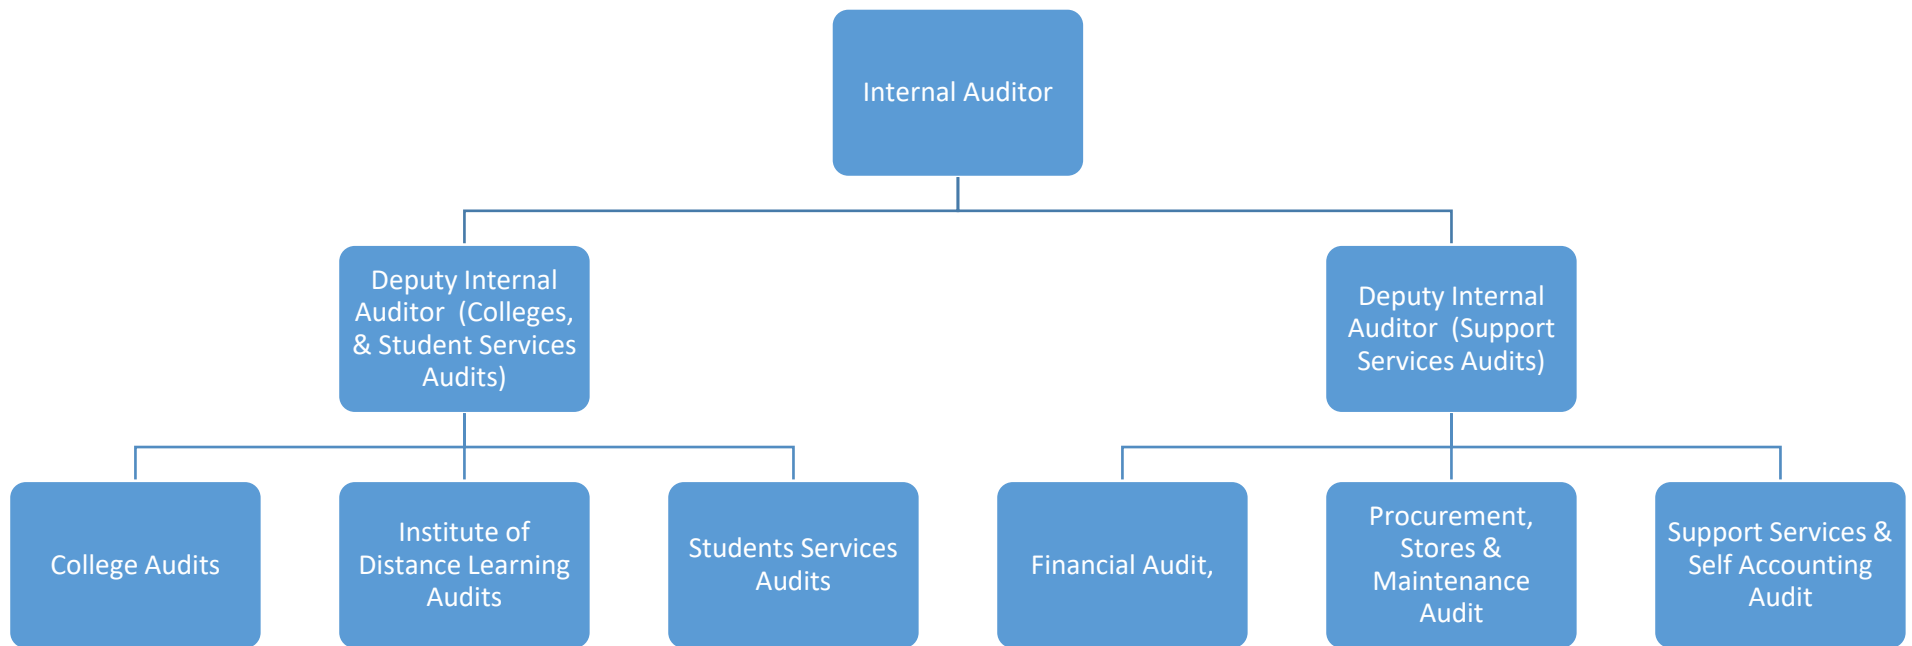 Internal Auditor
Deputy Internal
Auditor  (Colleges,
& Student Services
Audits)
Deputy Internal
Auditor  (Support
Services Audits)
College Audits
Institute of
Distance Learning
Audits
Students Services
Audits
Financial Audit,
Procurement,
Stores &
Maintenance
Audit
Support Services &
Self Accounting
Audit